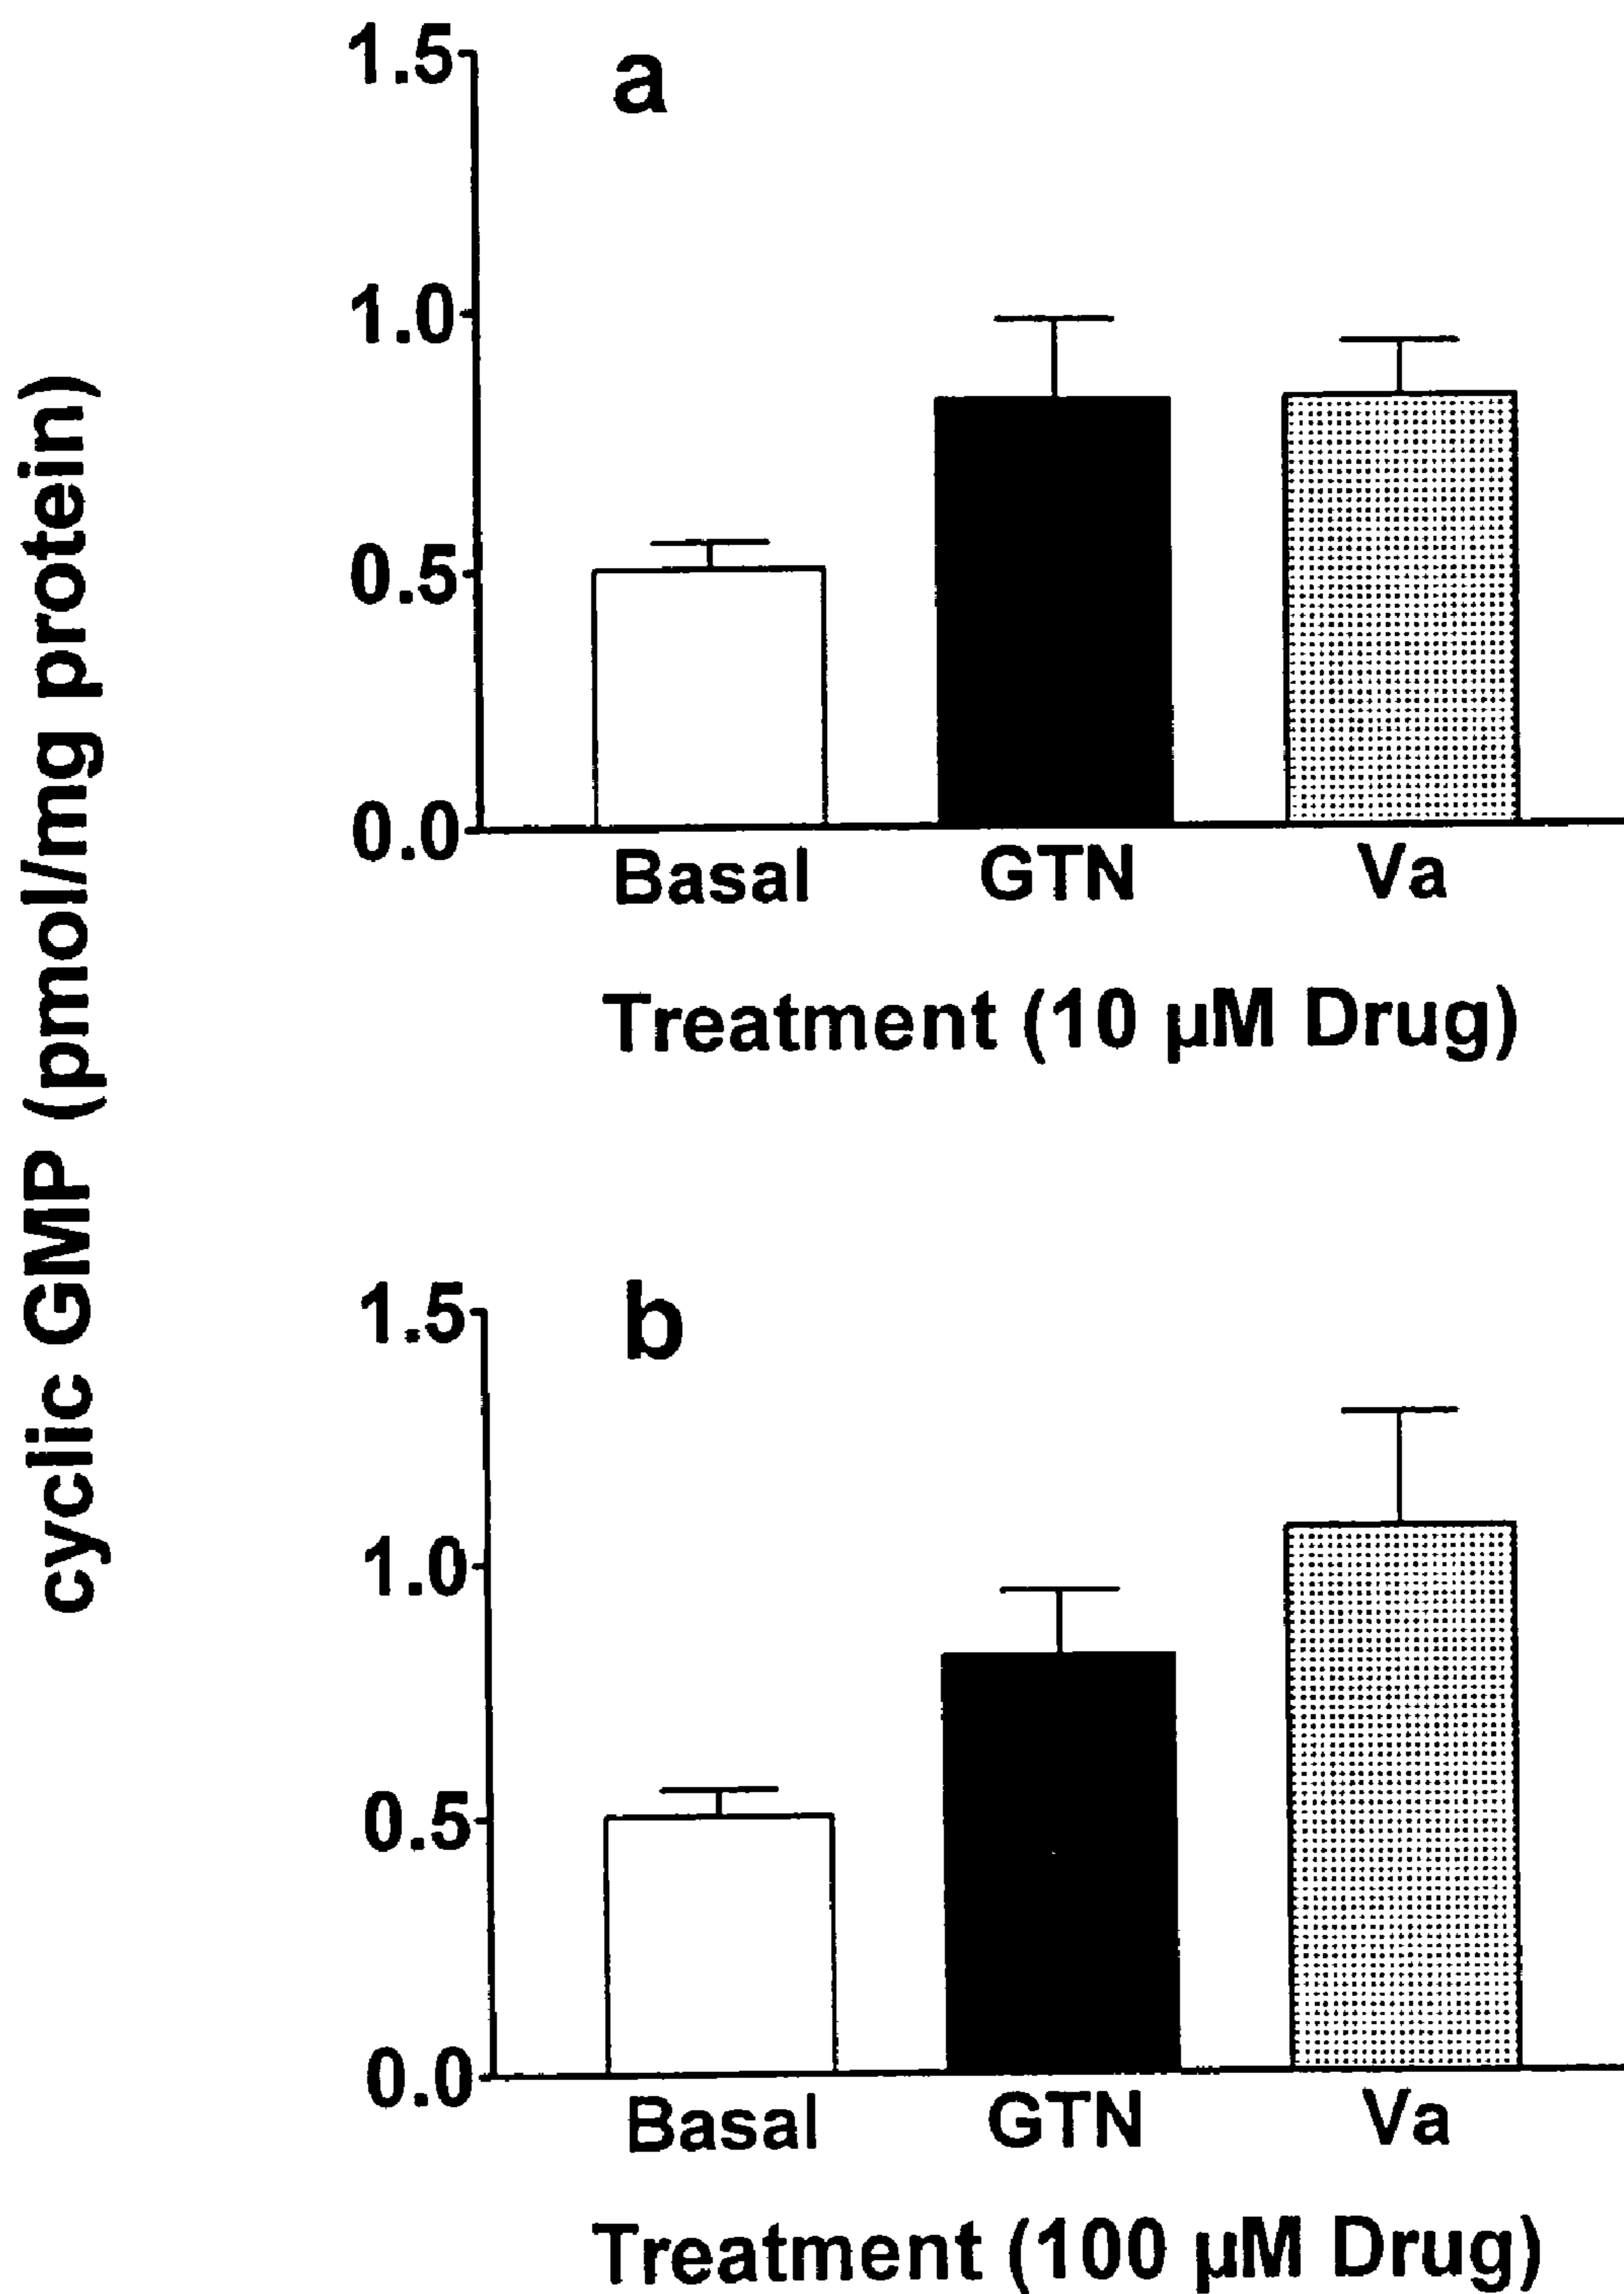 cyclic GMP (pmol/mg protein)
a
1.5
1.0
0.5
0.0
Basal GTN Va
Treatment (10 µM Drug)
b
1.5
1.0
0.5
0.0
Basal GTN Va
Treatment (100 µM Drug)